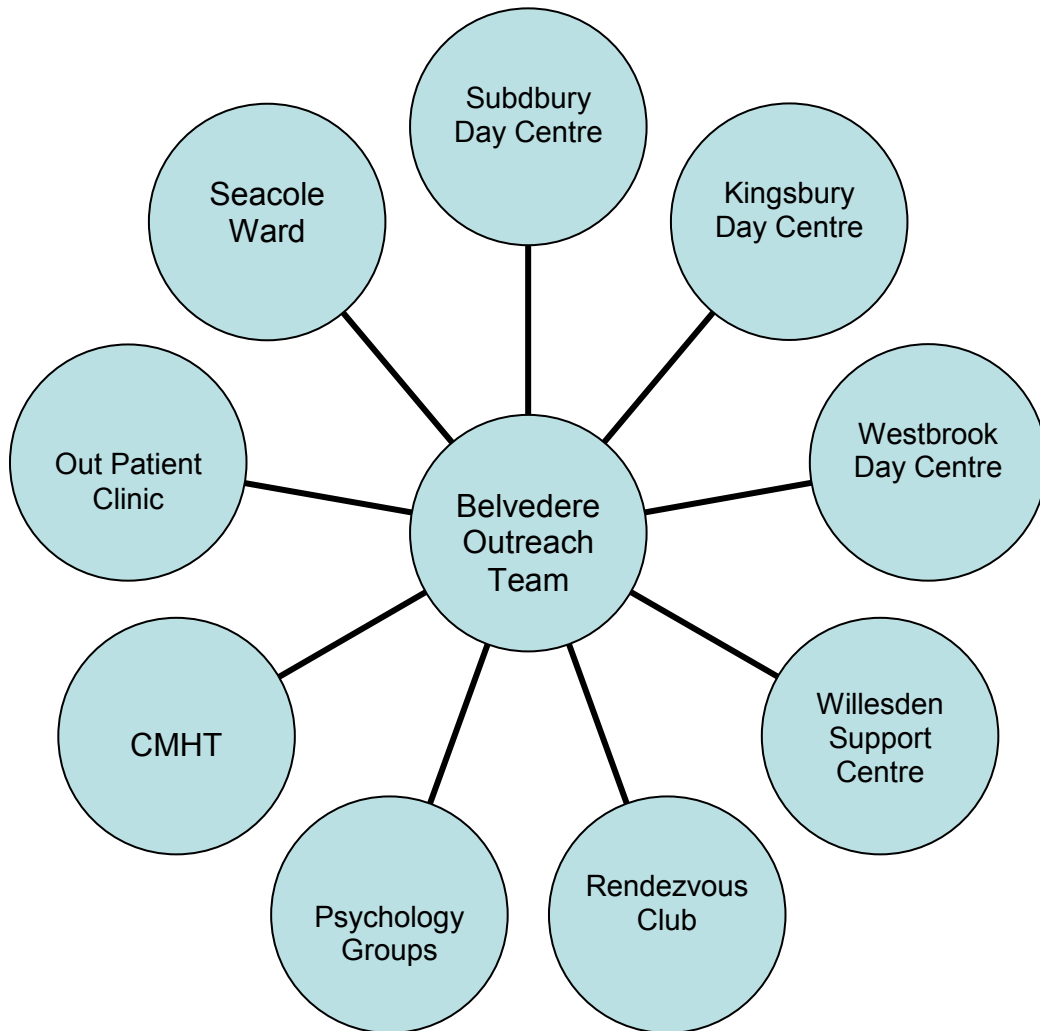 Subdbury
Day Centre
Kingsbury
Day Centre
Westbrook
Day Centre
Willesden
Support
Centre
Rendezvous
Club
Psychology
Groups
CMHT
Out Patient
Clinic
Seacole
Ward
Belvedere
Outreach
Team